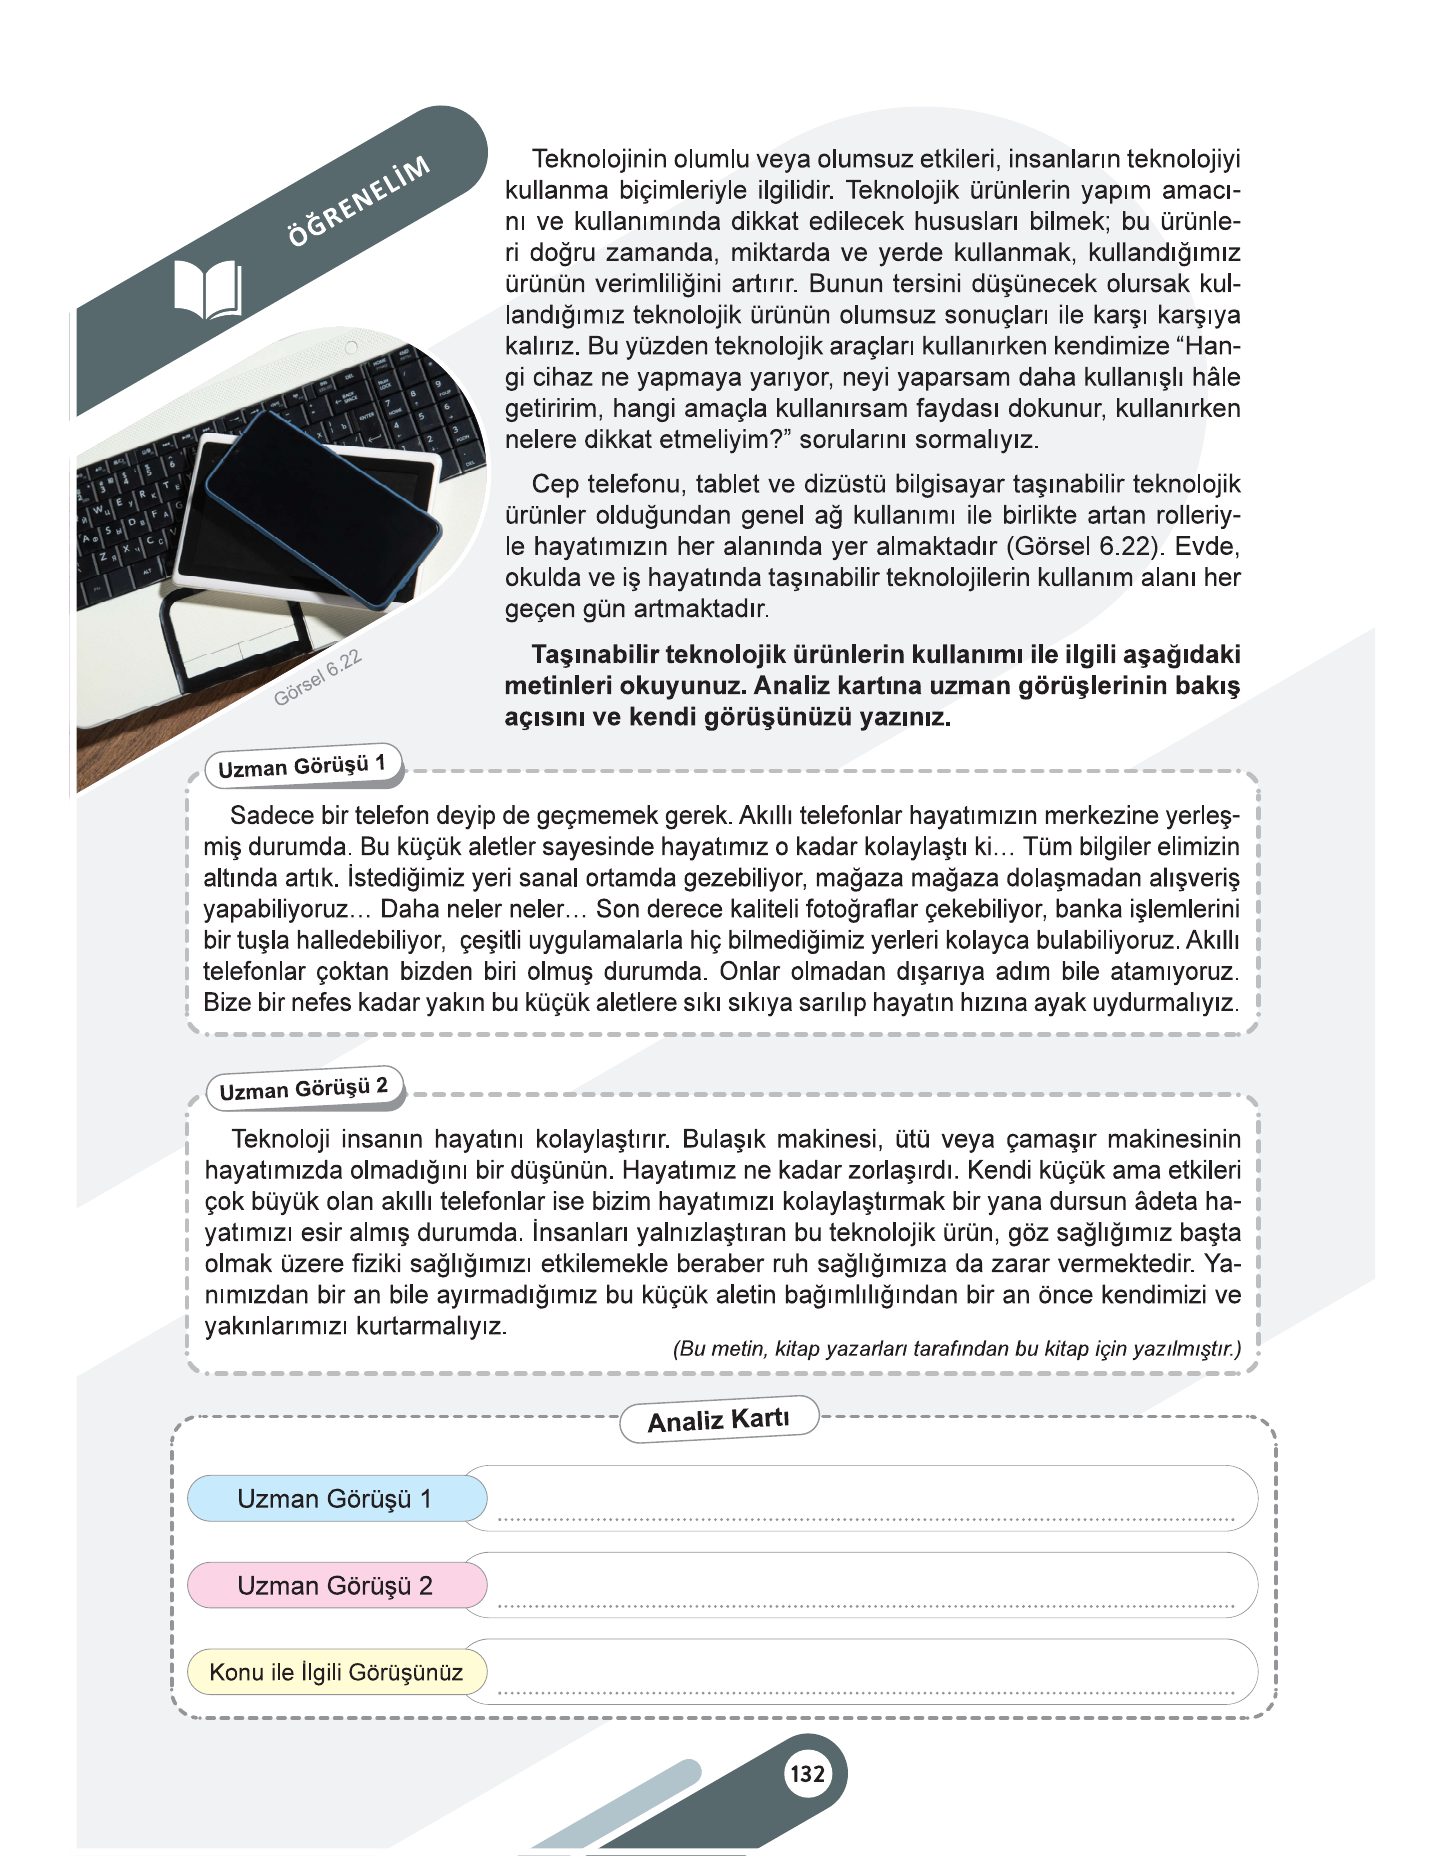 ÖĞRENELİM
Teknolojinin olumlu veya olumsuz etkileri, insanların teknolojiyi
kullanma biçimleriyle ilgilidir. Teknolojik ürünlerin yapım amacı-
nı ve kullanımında dikkat edilecek hususları bilmek; bu ürünle-
ri doğru zamanda, miktarda ve yerde kullanmak, kullandığımız
ürünün verimliliğini artırır. Bunun tersini düşünecek olursak kul-
landığımız teknolojik ürünün olumsuz sonuçları ile karşı karşıya
kalırız. Bu yüzden teknolojik araçları kullanırken kendimize “Han-
gi cihaz ne yapmaya yarıyor, neyi yaparsam daha kullanışlı hâle
getiririm, hangi amaçla kullanırsam faydası dokunur, kullanırken
nelere dikkat etmeliyim?” sorularını sormalıyız.
Cep telefonu, tablet ve dizüstü bilgisayar taşınabilir teknolojik
ürünler olduğundan genel ağ kullanımı ile birlikte artan rolleriy-
le hayatımızın her alanında yer almaktadır (Görsel 6.22). Evde,
okulda ve iş hayatında taşınabilir teknolojilerin kullanım alanı her
geçen gün artmaktadır.
Görsel 6.22
Taşınabilir teknolojik ürünlerin kullanımı ile ilgili aşağıdaki
metinleri okuyunuz. Analiz kartına uzman görüşlerinin bakış
açısını ve kendi görüşünüzü yazınız.
Uzman Görüşü 1
Sadece bir telefon deyip de geçmemek gerek. Akıllı telefonlar hayatımızın merkezine yerleş-
miş durumda. Bu küçük aletler sayesinde hayatımız o kadar kolaylaştı ki… Tüm bilgiler elimizin
altında artık. İstediğimiz yeri sanal ortamda gezebiliyor, mağaza mağaza dolaşmadan alışveriş
yapabiliyoruz… Daha neler neler… Son derece kaliteli fotoğraflar çekebiliyor, banka işlemlerini
bir tuşla halledebiliyor, çeşitli uygulamalarla hiç bilmediğimiz yerleri kolayca bulabiliyoruz. Akıllı
telefonlar çoktan bizden biri olmuş durumda. Onlar olmadan dışarıya adım bile atamıyoruz.
Bize bir nefes kadar yakın bu küçük aletlere sıkı sıkıya sarılıp hayatın hızına ayak uydurmalıyız.
Uzman Görüşü 2
Teknoloji insanın hayatını kolaylaştırır. Bulaşık makinesi, ütü veya çamaşır makinesinin
hayatımızda olmadığını bir düşünün. Hayatımız ne kadar zorlaşırdı. Kendi küçük ama etkileri
çok büyük olan akıllı telefonlar ise bizim hayatımızı kolaylaştırmak bir yana dursun âdeta ha-
yatımızı esir almış durumda. İnsanları yalnızlaştıran bu teknolojik ürün, göz sağlığımız başta
olmak üzere fiziki sağlığımızı etkilemekle beraber ruh sağlığımıza da zarar vermektedir. Ya-
nımızdan bir an bile ayırmadığımız bu küçük aletin bağımlılığından bir an önce kendimizi ve
yakınlarımızı kurtarmalıyız.
(Bu metin, kitap yazarları tarafından bu kitap için yazılmıştır.)
Analiz Kartı
Uzman Görüşü 1
Uzman Görüşü 2
Konu ile İlgili Görüşünüz
132